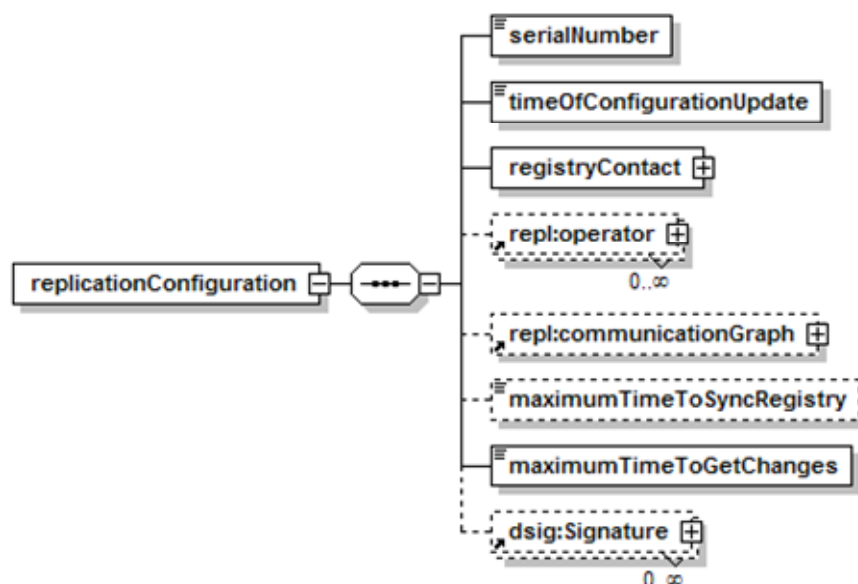 serialNumber
timeOfConfigurationUpdate
registryContact
repl:operator
0..∞
replicationConfiguration
repl:communicationGraph
maximumTimeToSyncRegistry
maximumTimeToGetChanges
dsig:Signature
0..∞